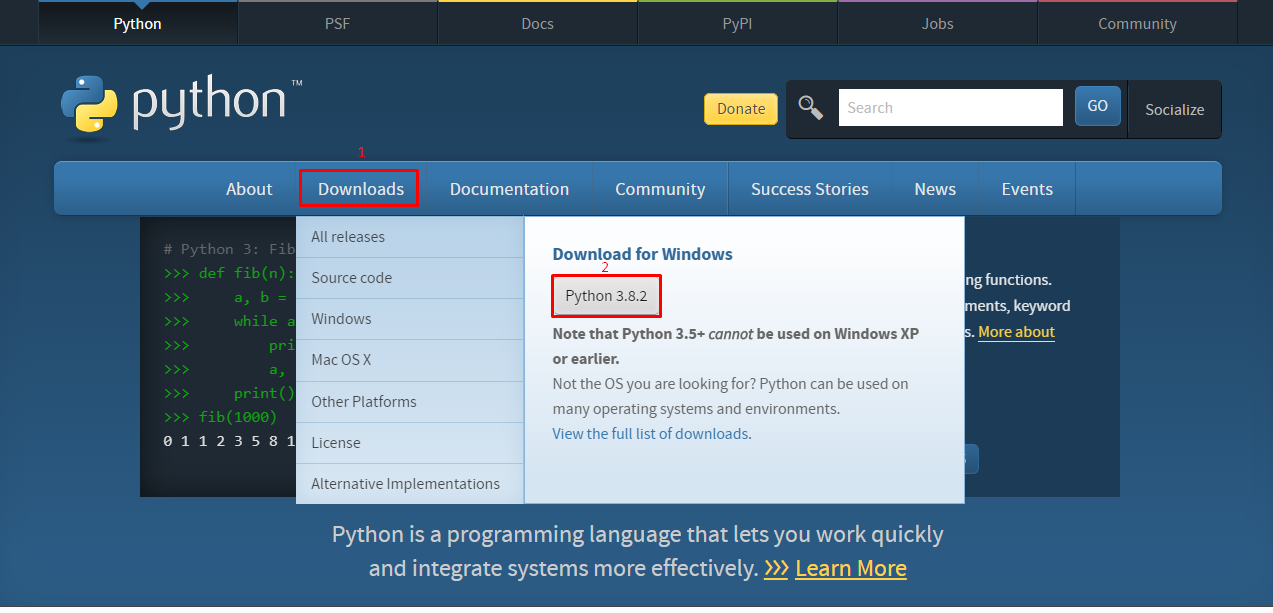 Python PSF Docs PyPI Jobs Community
python™
Donate Search GO Socialize
1
About Downloads Documentation Community Success Stories News Events
All releases
Source code
Windows
Mac OS X
Other Platforms
License
Alternative Implementations
Download for Windows
2
Python 3.8.2
Note that Python 3.5+ cannot be used on Windows XP
or earlier.
Not the OS you are looking for? Python can be used on
many operating systems and environments.
View the full list of downloads.
# Python 3: Fib
>>> def fib(n):
>>> a, b =
>>> while a
>>> pri
>>> a,
>>> print()
>>> fib(1000)
0 1 1 2 3 5 8 1
ng functions.
ments, keyword
s. More about
Python is a programming language that lets you work quickly
and integrate systems more effectively. >>> Learn More